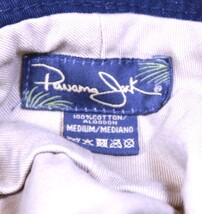 Panama Jack ®
100% COTTON/
ALGODON
MEDIUM/MEDIANO